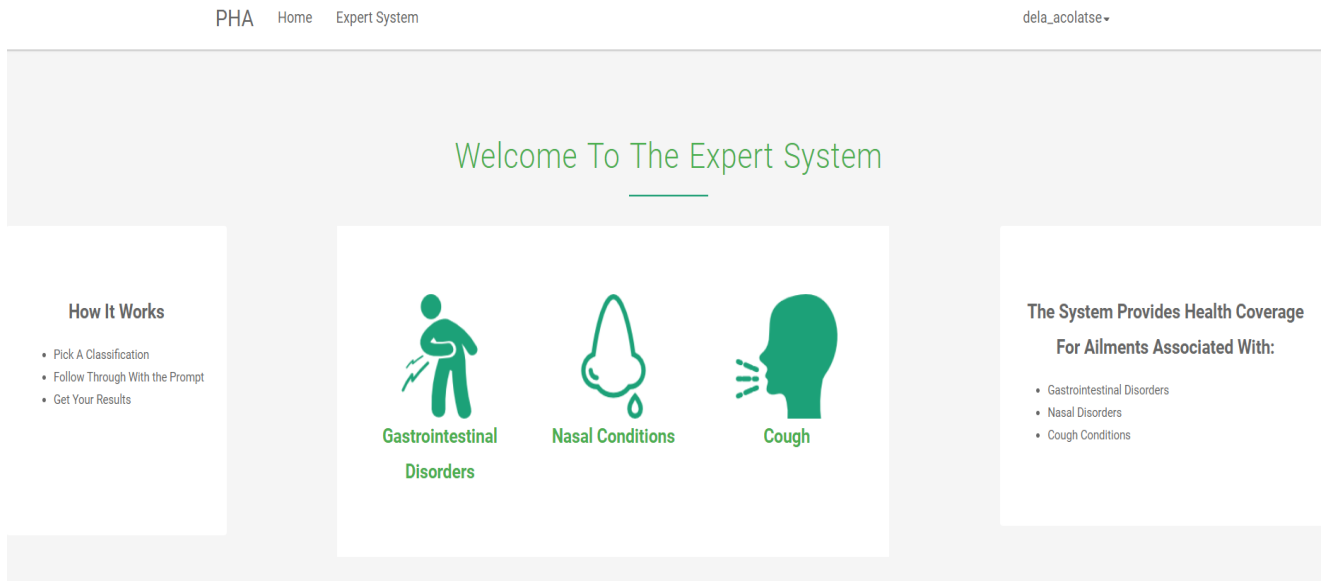 PHA Home Expert System dela_acolatse
Welcome To The Expert System
How It Works
• Pick A Classification
• Follow Through With the Prompt
• Get Your Results
Gastrointestinal
Disorders
Nasal Conditions
Cough
The System Provides Health Coverage
For Ailments Associated With:
• Gastrointestinal Disorders
• Nasal Disorders
• Cough Conditions